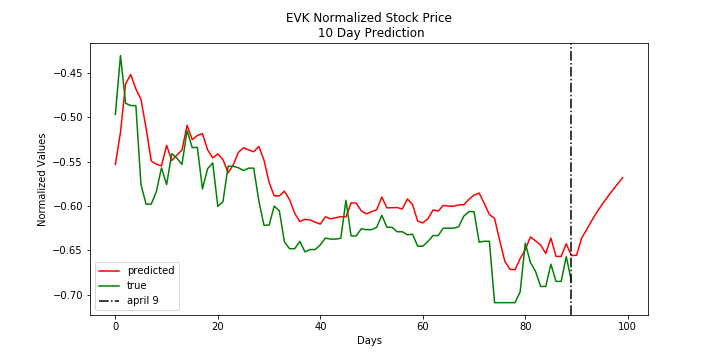 EVK Normalized Stock Price
10 Day Prediction
Normalized Values
−0.45
−0.50
−0.55
−0.60
−0.65
−0.70
predicted
true
april 9
0
20
40
60
80
100
Days